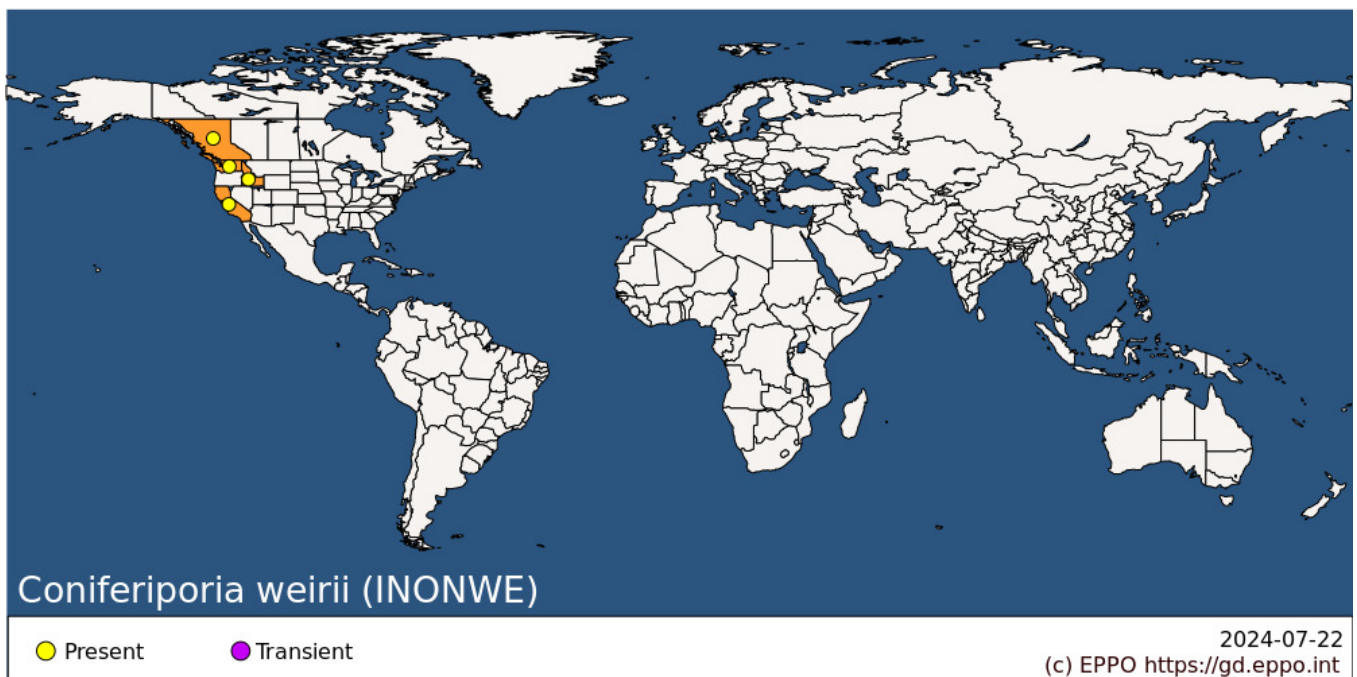 Coniferiporia weirii (INONWE)
Present
Transient
2024-07-22
(c) EPPO https://gd.eppo.int